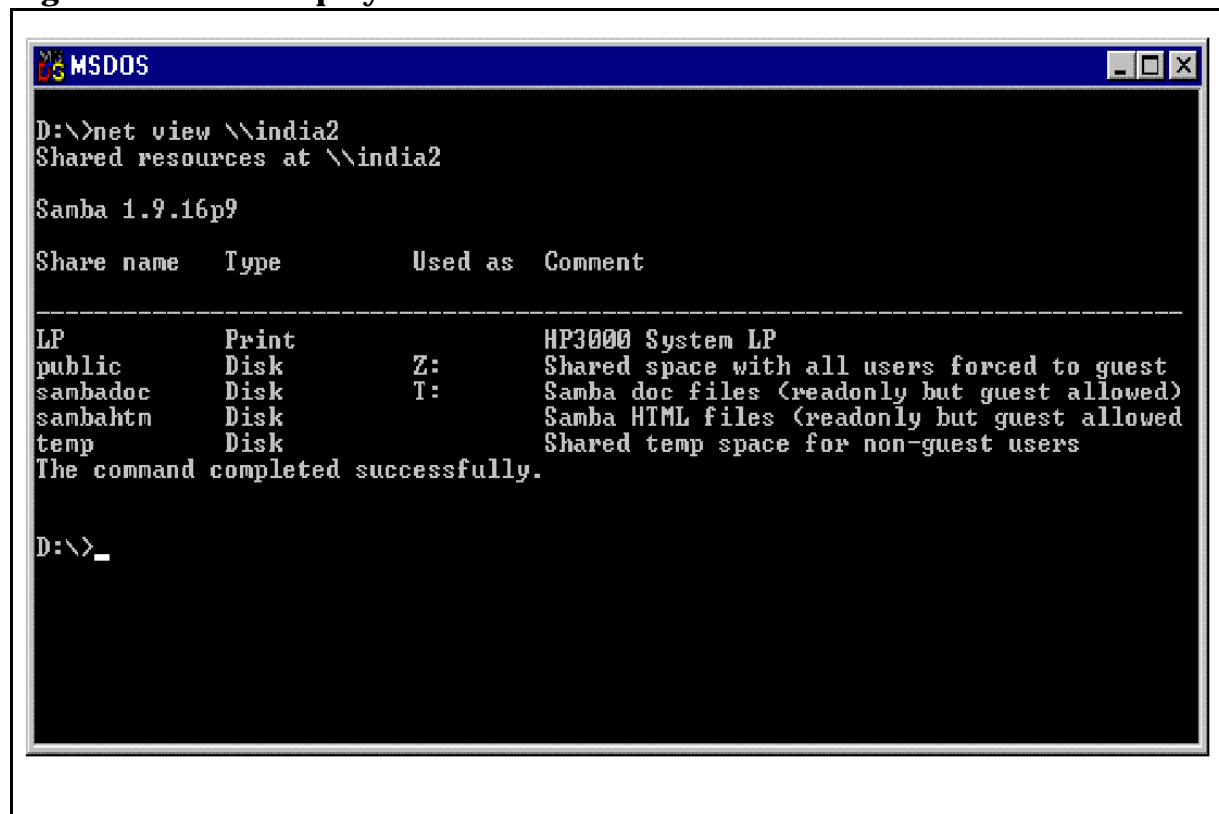 MSDOS
D:\>net view \\india2
Shared resources at \\india2
Samba 1.9.16p9
Share name   Type         Used as  Comment
-------------------------------------------------------------------------------
LP           Print                 HP3000 System LP
public       Disk         Z:       Shared space with all users forced to guest
sambadoc     Disk         T:       Samba doc files (readonly but guest allowed)
sambahtm     Disk                  Samba HTML files (readonly but guest allowed
temp         Disk                  Shared temp space for non-guest users
The command completed successfully.
D:\>_